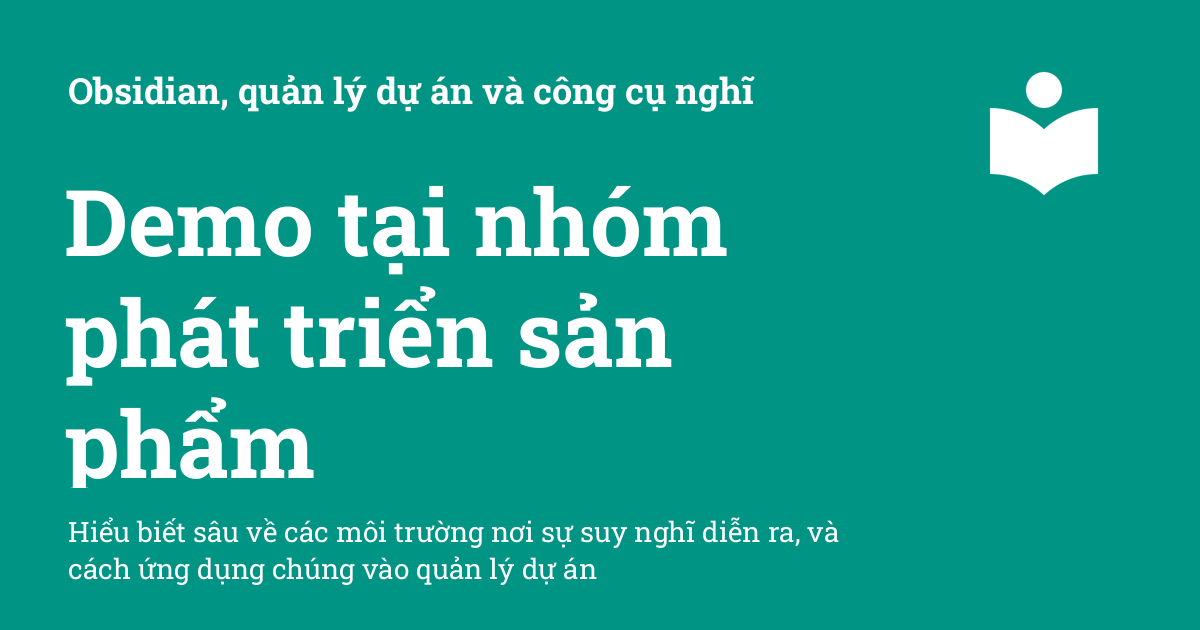 Obsidian, quản lý dự án và công cụ nghĩ
Demo tại nhóm
phát triển sản
phẩm
Hiểu biết sâu về các môi trường nơi sự suy nghĩ diễn ra, và
cách ứng dụng chúng vào quản lý dự án